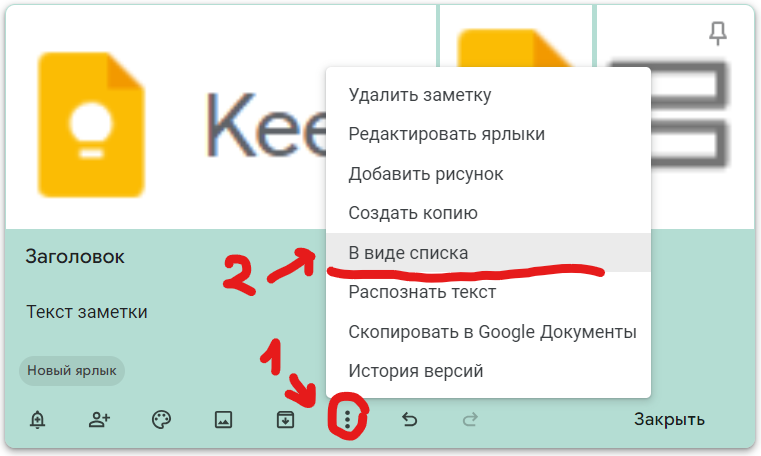 Kee
Удалить заметку
Редактировать ярлыки
Добавить рисунок
Создать копию
В виде списка
Распознать текст
Скопировать в Google Документы
История версий
Заголовок
Текст заметки
Новый ярлык
2
1
Закрыть